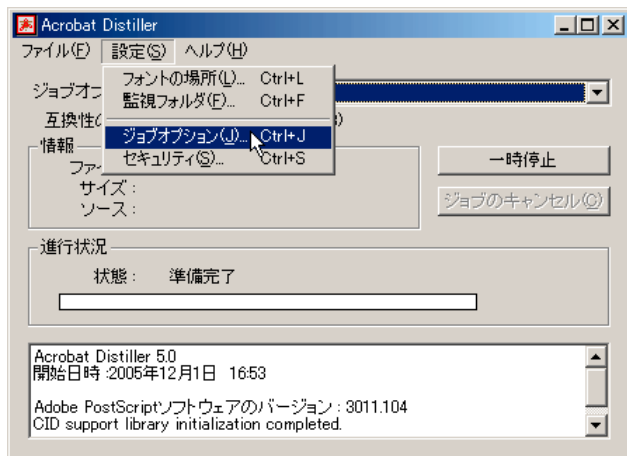 Acrobat Distiller
ファイル(F) 設定(S) ヘルプ(H)
フォントの場所(L)... Ctrl+L
ジョブオプ
監視フォルダ(F)... Ctrl+F
互換性(
ジョブオプション(J)... Ctrl+J
情報
セキュリティ(S)... Ctrl+S
ファイ
一時停止
サイズ :
ジョブのキャンセル(C)
ソース :
進行状況
状態 : 準備完了
Acrobat Distiller 5.0
開始日時 :2005年12月1日 16:53
Adobe PostScriptソフトウェアのバージョン : 3011.104
CID support library initialization completed.